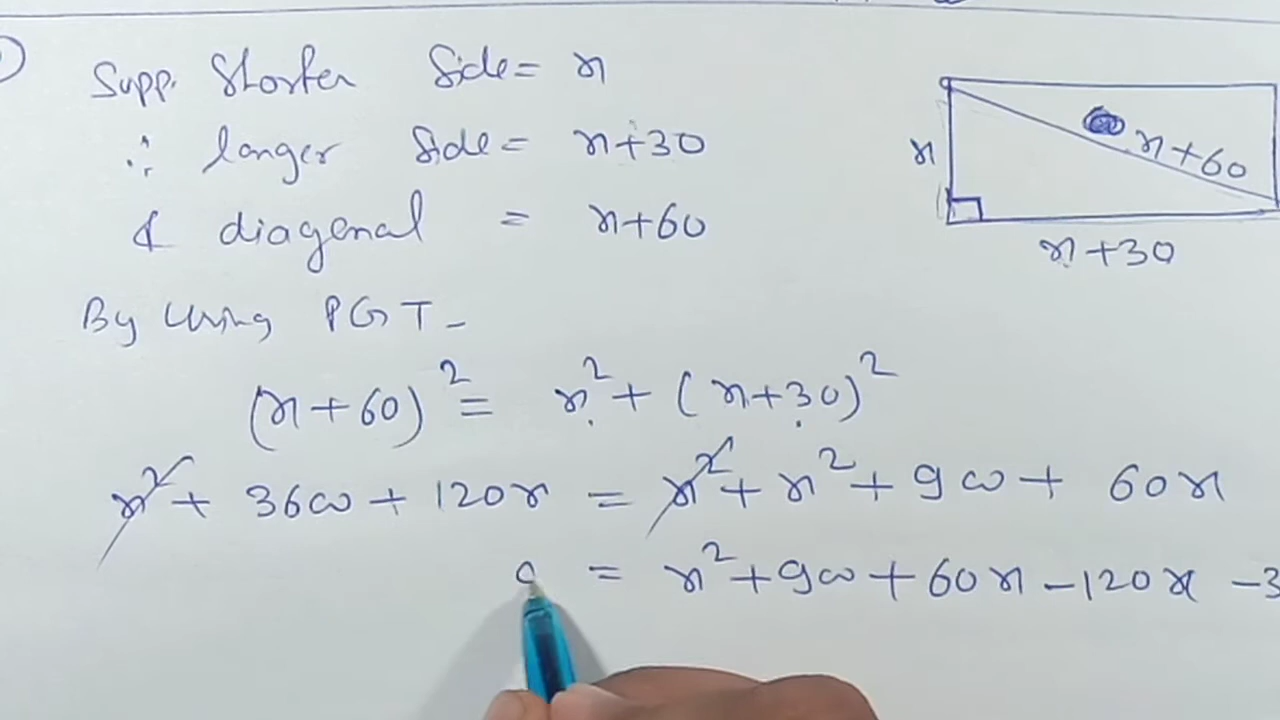 Supp. Shorter Side = x
∴ longer Side = x+30
& diagenal = x+60
By Using PGT -
(x+60)² = x² + (x+30)²
x² + 3600 + 120x = x² + x² + 900 + 60x
0 = x² + 900 + 60x - 120x - 3
x
x+60
x+30